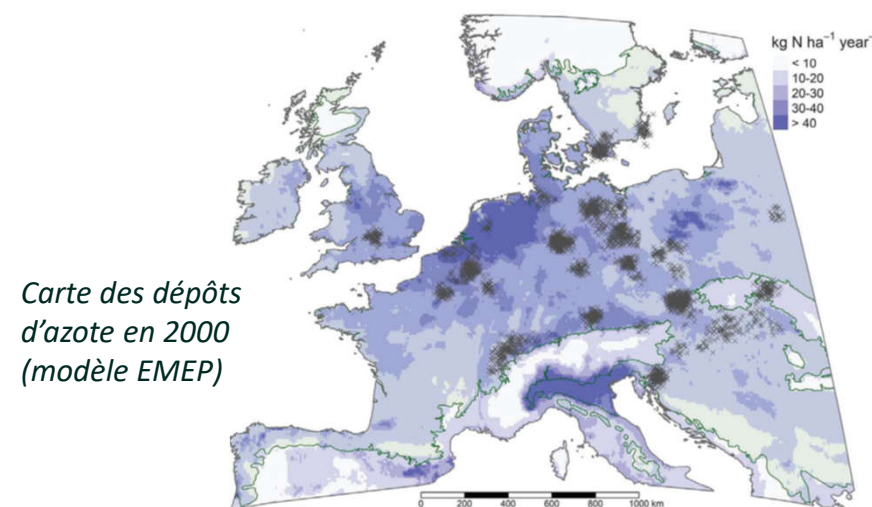 kg N ha⁻¹ year⁻
< 10
10-20
20-30
30-40
> 40
Carte des dépôts
d’azote en 2000
(modèle EMEP)
0 200 400 600 800 1000 km